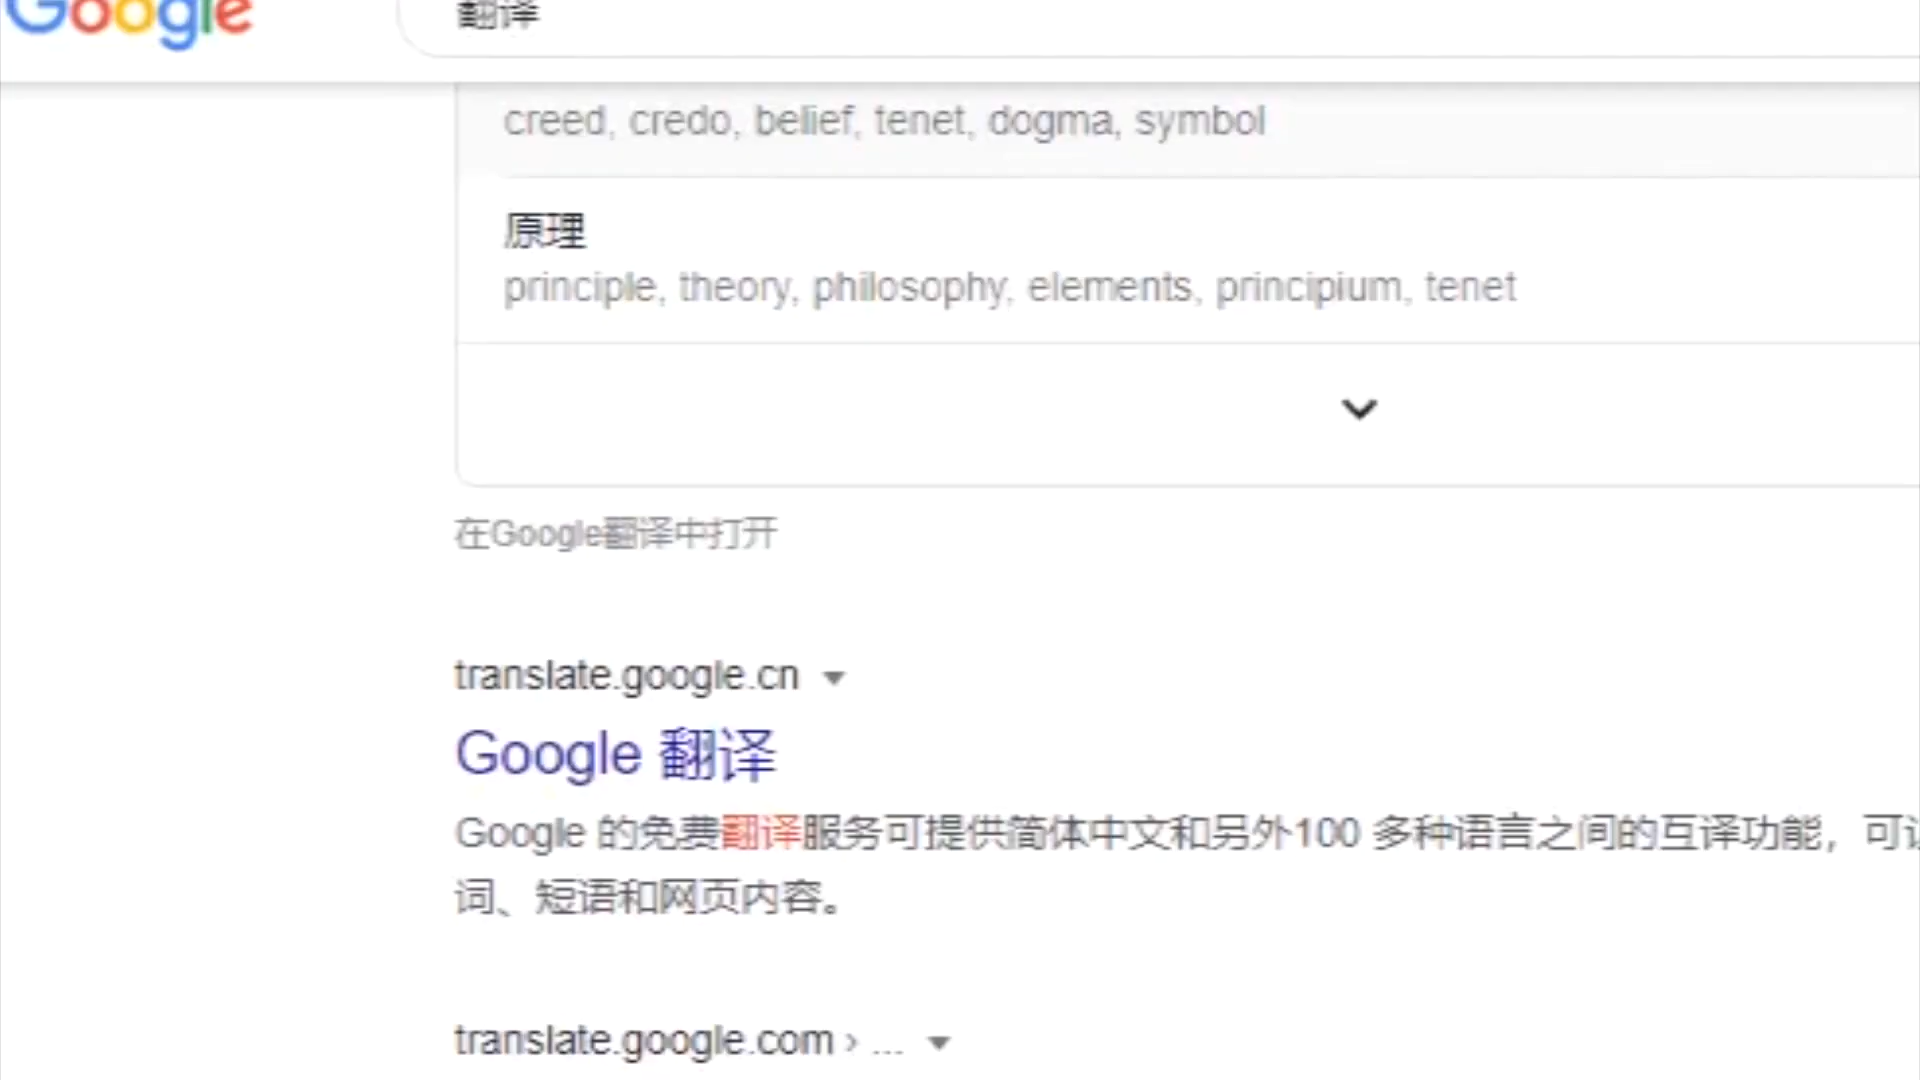 Google
翻译
creed, credo, belief, tenet, dogma, symbol
原理
principle, theory, philosophy, elements, principium, tenet
在Google翻译中打开
translate.google.cn
Google 翻译
Google 的免费翻译服务可提供简体中文和另外100 多种语言之间的互译功能，可
词、短语和网页内容。
translate.google.com › ...